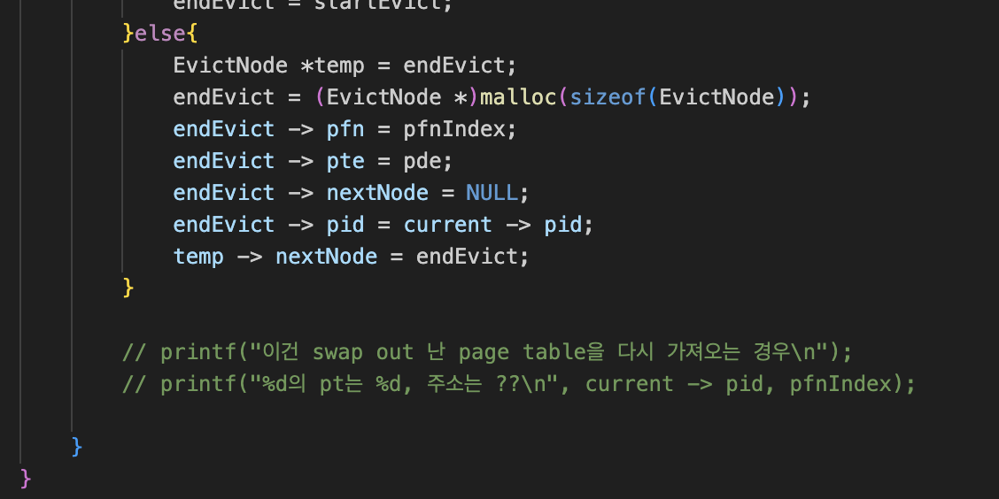 endEvict = startEvict;
}else{
EvictNode *temp = endEvict;
endEvict = (EvictNode *)malloc(sizeof(EvictNode));
endEvict -> pfn = pfnIndex;
endEvict -> pte = pde;
endEvict -> nextNode = NULL;
endEvict -> pid = current -> pid;
temp -> nextNode = endEvict;
}
// printf("이건 swap out 난 page table을 다시 가져오는 경우\n");
// printf("%d의 pt는 %d, 주소는 ??\n", current -> pid, pfnIndex);
}
}